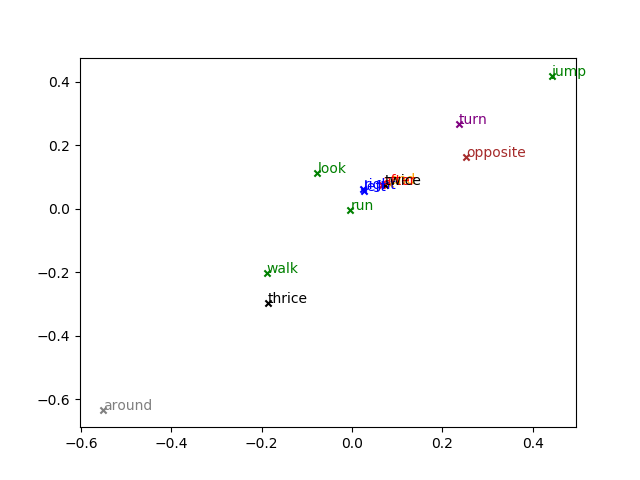 jump
turn
opposite
look
twice
right
run
walk
thrice
around
0.4
0.2
0.0
−0.2
−0.4
−0.6
−0.6
−0.4
−0.2
0.0
0.2
0.4